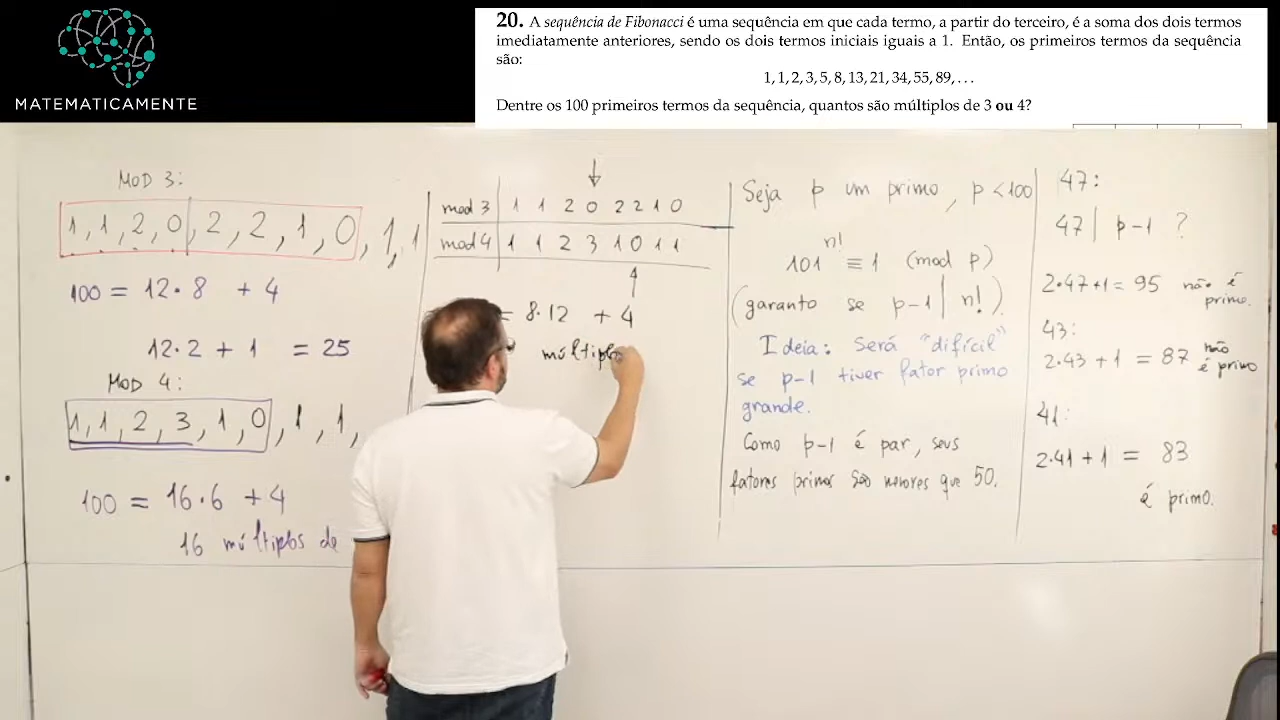 MATEMATICAMENTE
20. A sequência de Fibonacci é uma sequência em que cada termo, a partir do terceiro, é a soma dos dois termos
imediatamente anteriores, sendo os dois termos iniciais iguais a 1. Então, os primeiros termos da sequência
são:
1, 1, 2, 3, 5, 8, 13, 21, 34, 55, 89, . . .
Dentre os 100 primeiros termos da sequência, quantos são múltiplos de 3 ou 4?
MOD 3:
1, 1, 2, 0, 2, 2, 1, 0, 1, 1
100 = 12·8 + 4
12·2 + 1 = 25
MOD 4:
1, 1, 2, 3, 1, 0, 1, 1,
100 = 16·6 + 4
16 múltiplos de
mod 3 1 1 2 0 2 2 1 0
mod 4 1 1 2 3 1 0 1 1
= 8·12 + 4
múltiplo
Seja p um primo, p < 100
101^n! ≡ 1 (mod p)
(garanto se p-1 | n!).
Ideia: Será "difícil"
se p-1 tiver fator primo
grande.
Como p-1 é par, seus
fatores primos são menores que 50.
47:
47 | p-1 ?
2·47+1 = 95 não é
primo.
43:
2·43 + 1 = 87 não
é primo
41:
2·41 + 1 = 83
é primo.